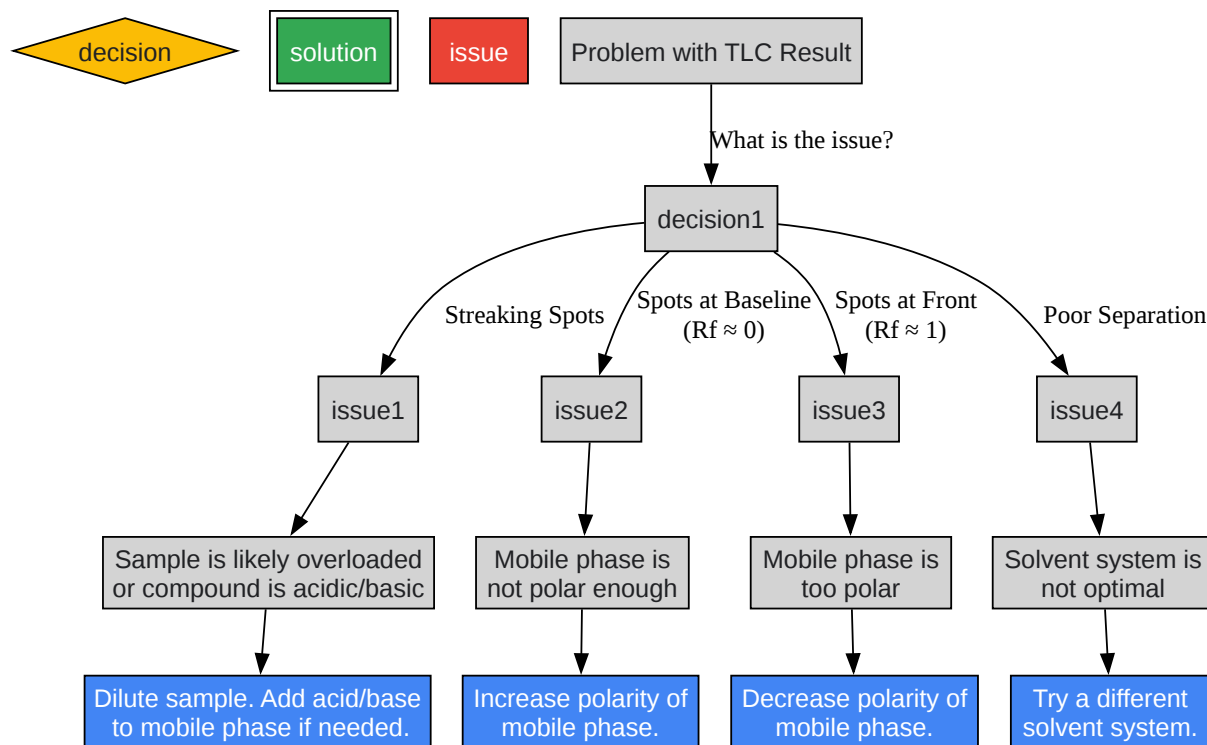 decision
solution
issue
Problem with TLC Result
What is the issue?
decision1
Streaking Spots
Spots at Baseline
(Rf ≈ 0)
Spots at Front
(Rf ≈ 1)
Poor Separation
issue1
issue2
issue3
issue4
Sample is likely overloaded
or compound is acidic/basic
Mobile phase is
not polar enough
Mobile phase is
too polar
Solvent system is
not optimal
Dilute sample. Add acid/base
to mobile phase if needed.
Increase polarity of
mobile phase.
Decrease polarity of
mobile phase.
Try a different
solvent system.